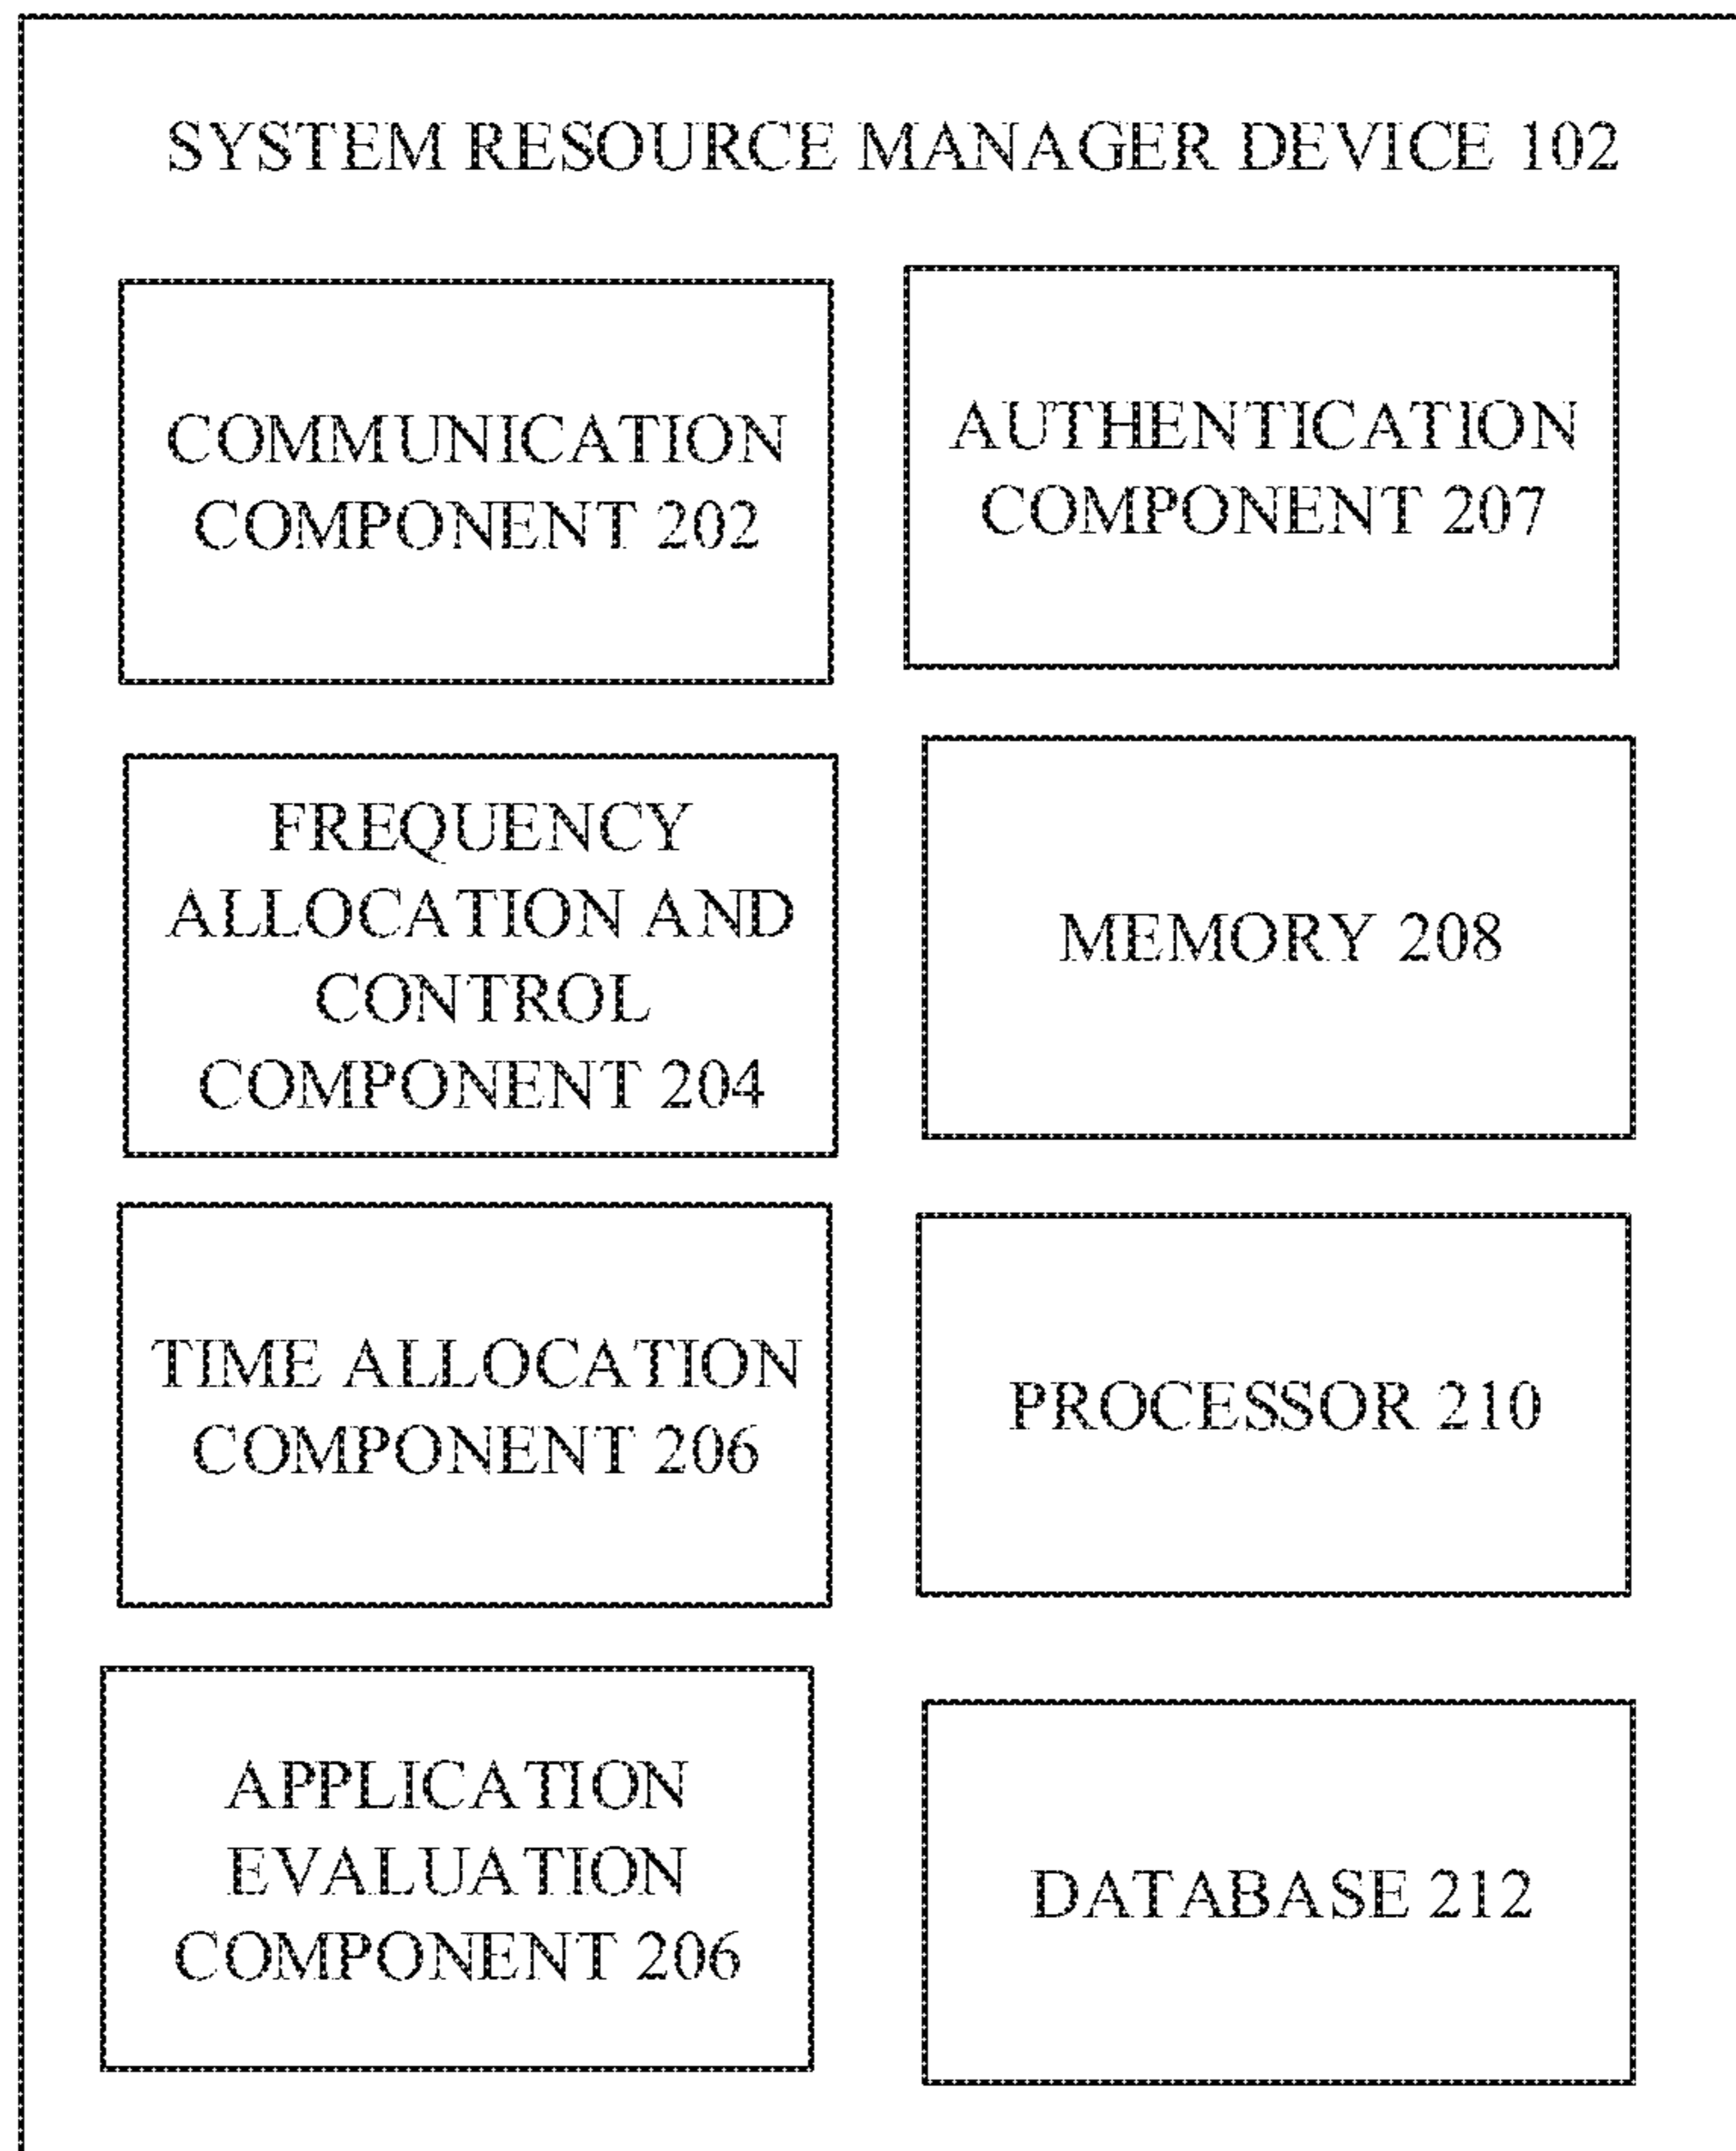 SYSTEM RESOURCE MANAGER DEVICE 102
COMMUNICATION
COMPONENT 202
AUTHENTICATION
COMPONENT 207
FREQUENCY
ALLOCATION AND
CONTROL
COMPONENT 204
MEMORY 208
TIME ALLOCATION
COMPONENT 206
PROCESSOR 210
APPLICATION
EVALUATION
COMPONENT 206
DATABASE 212